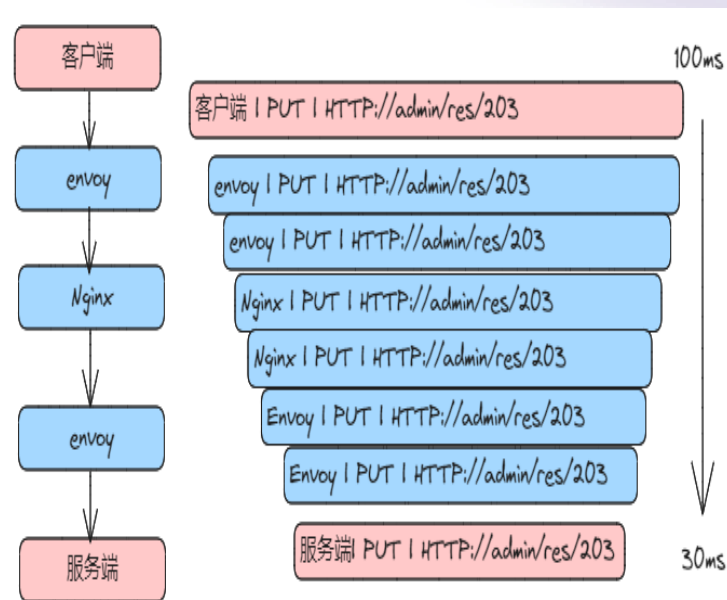 客户端
envoy
Nginx
envoy
服务端
客户端 | PUT | HTTP://admin/res/203
envoy | PUT | HTTP://admin/res/203
envoy | PUT | HTTP://admin/res/203
Nginx | PUT | HTTP://admin/res/203
Nginx | PUT | HTTP://admin/res/203
Envoy | PUT | HTTP://admin/res/203
Envoy | PUT | HTTP://admin/res/203
服务端| PUT | HTTP://admin/res/203
100ms
30ms